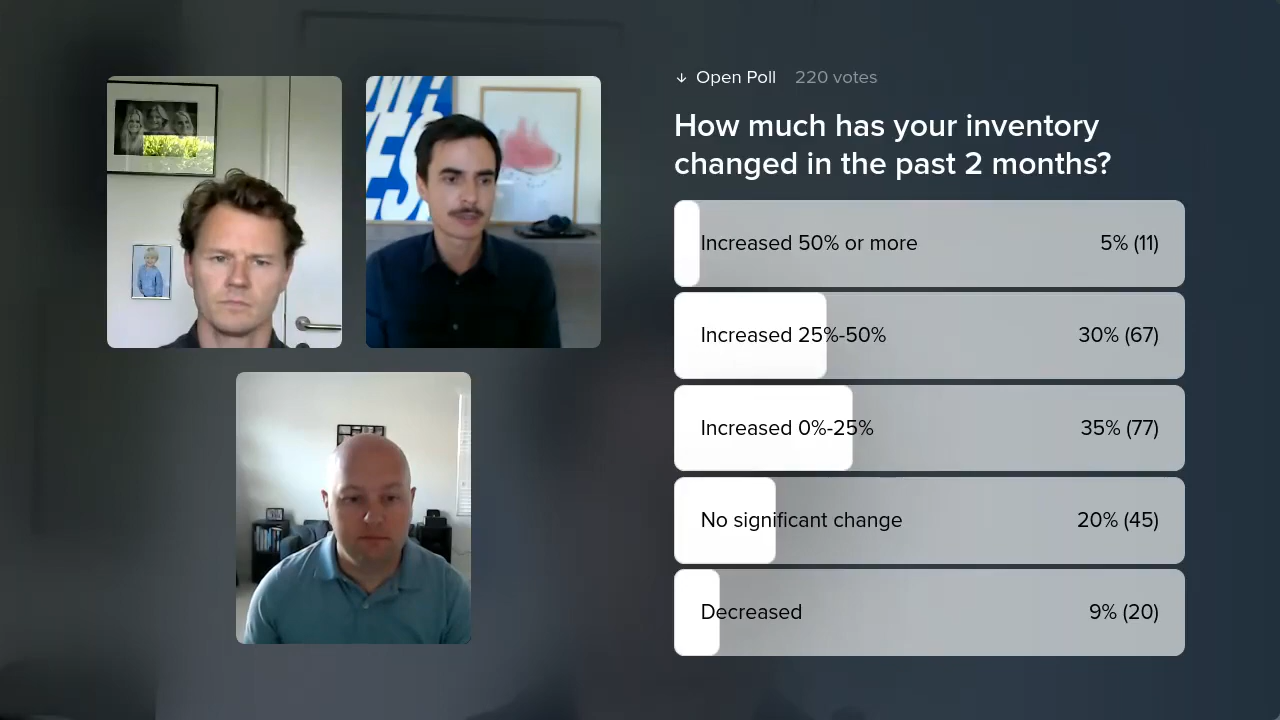 Open Poll 220 votes
How much has your inventory
changed in the past 2 months?
Increased 50% or more 5% (11)
Increased 25%-50% 30% (67)
Increased 0%-25% 35% (77)
No significant change 20% (45)
Decreased 9% (20)